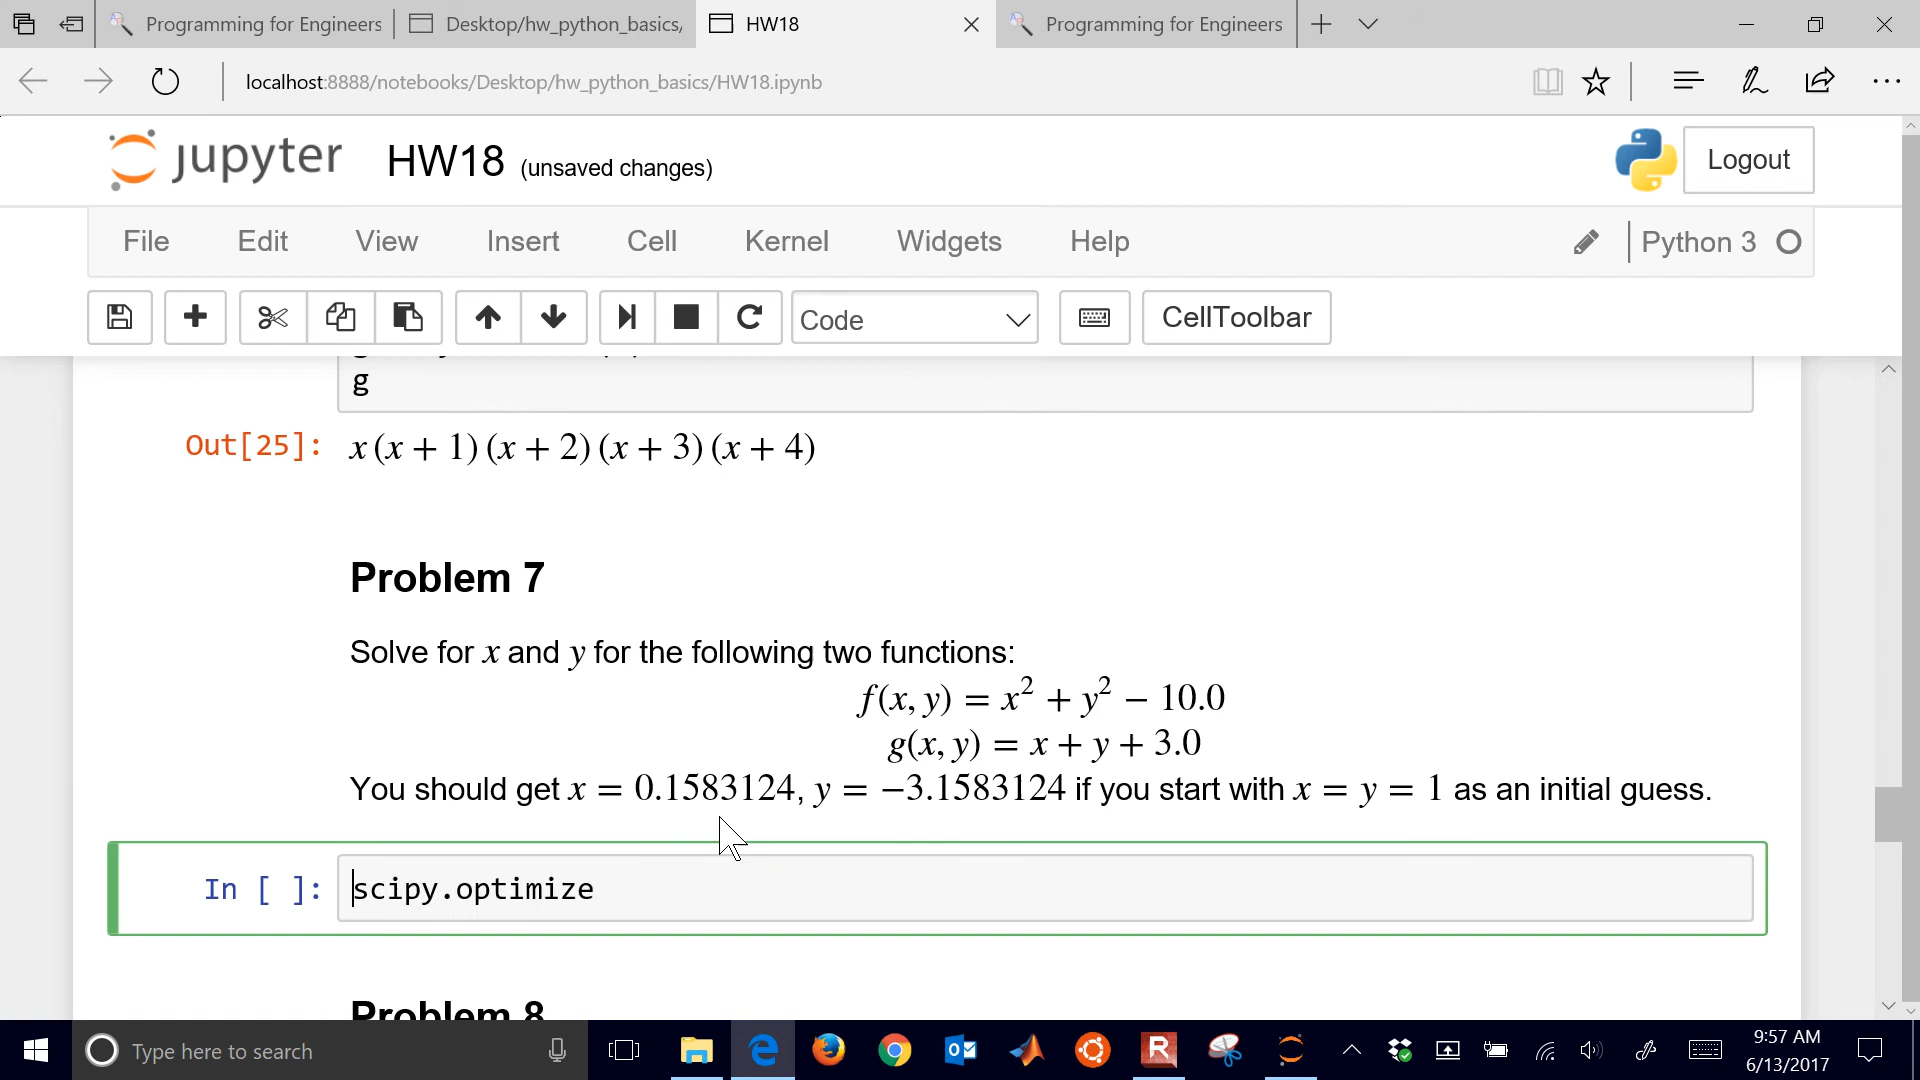 Programming for Engineers
Desktop/hw_python_basics/
HW18
Programming for Engineers
localhost:8888/notebooks/Desktop/hw_python_basics/HW18.ipynb
jupyter HW18 (unsaved changes)
Logout
File Edit View Insert Cell Kernel Widgets Help
Python 3
Code
CellToolbar
g
Out[25]: x(x + 1)(x + 2)(x + 3)(x + 4)
Problem 7
Solve for x and y for the following two functions:
f(x, y) = x² + y² − 10.0
g(x, y) = x + y + 3.0
You should get x = 0.1583124, y = −3.1583124 if you start with x = y = 1 as an initial guess.
In [ ]: scipy.optimize
Problem 8
Type here to search
9:57 AM
6/13/2017